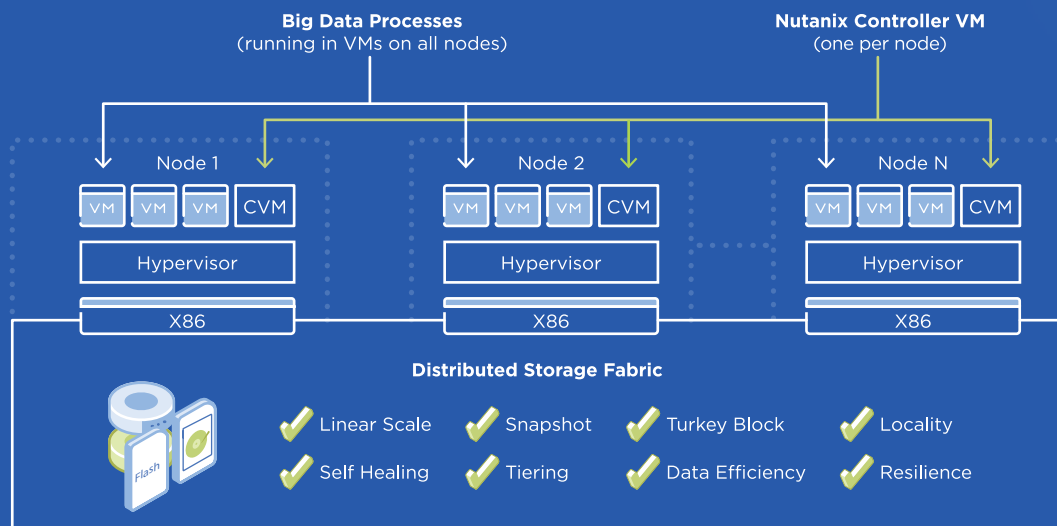 Big Data Processes
(running in VMs on all nodes)
Nutanix Controller VM
(one per node)
Node 1
VM VM VM CVM
Hypervisor
X86
Node 2
VM VM VM CVM
Hypervisor
X86
Node N
VM VM VM CVM
Hypervisor
X86
Distributed Storage Fabric
Flash
Linear Scale
Snapshot
Turkey Block
Locality
Self Healing
Tiering
Data Efficiency
Resilience